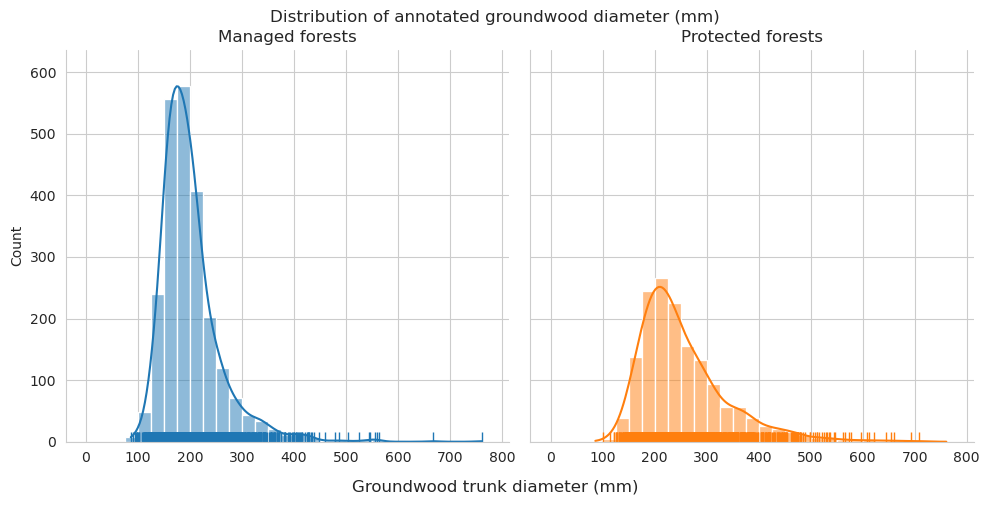 Distribution of annotated groundwood diameter (mm)
Managed forests
Protected forests
600
500
400
300
200
100
0
Count
0 100 200 300 400 500 600 700 800
0 100 200 300 400 500 600 700 800
Groundwood trunk diameter (mm)